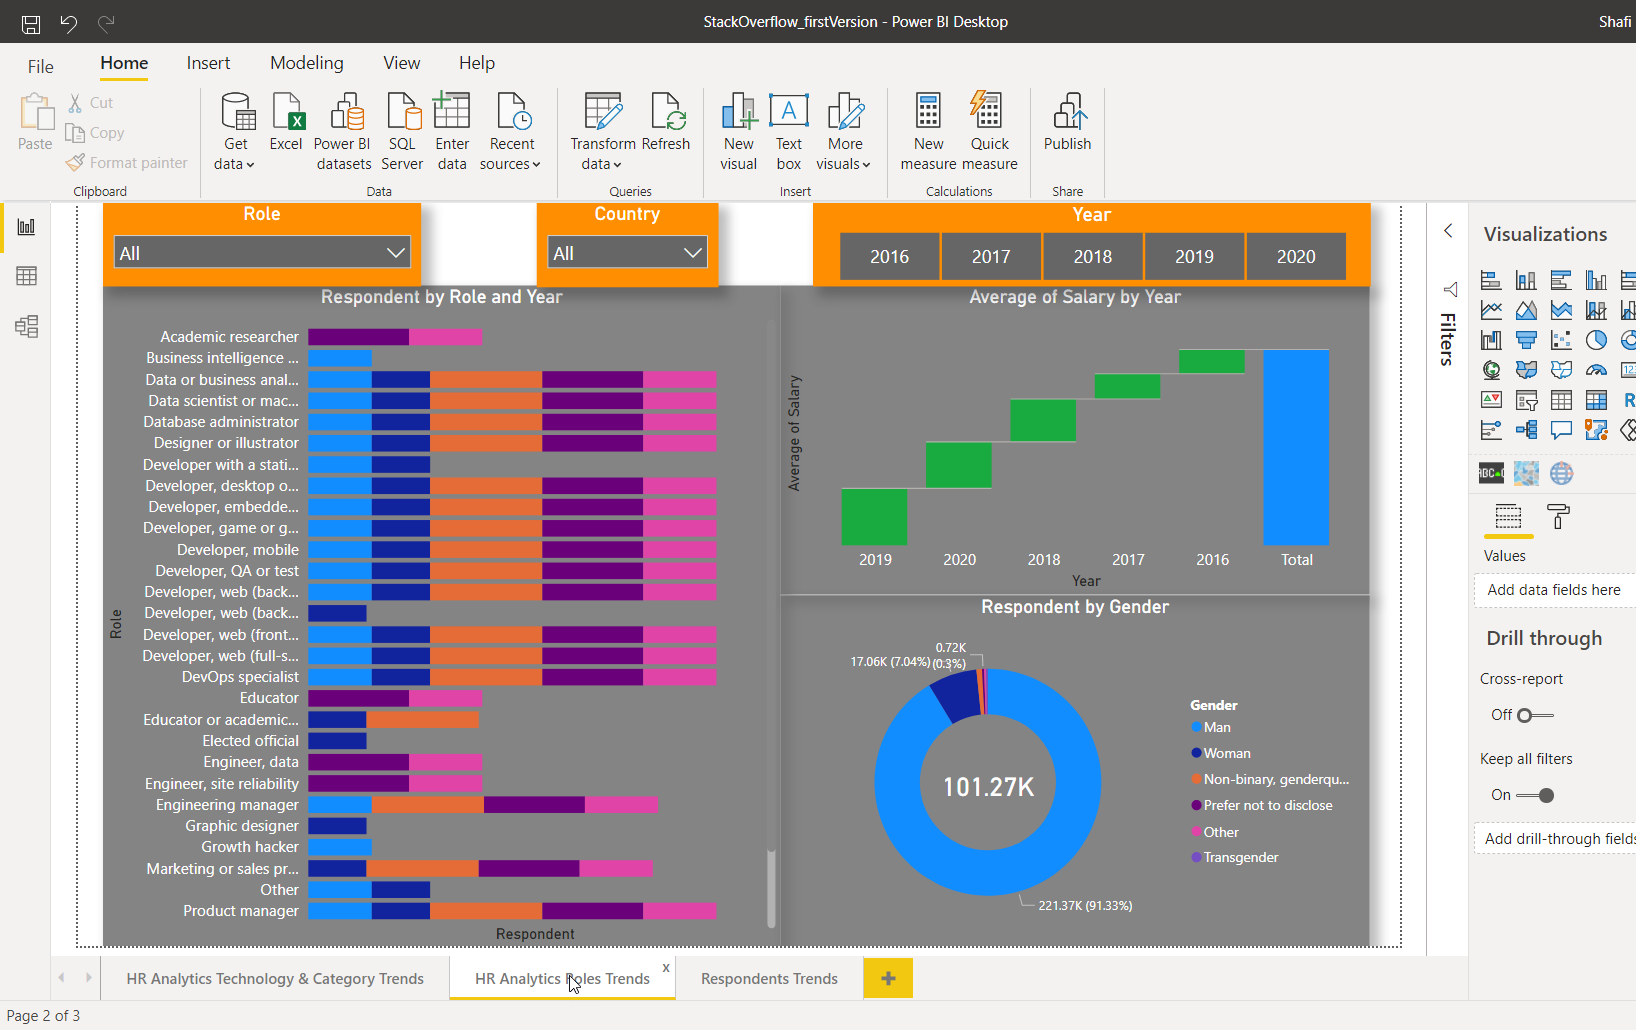 StackOverflow_firstVersion - Power BI Desktop
Shafi
File
Home
Insert
Modeling
View
Help
Paste
Cut
Copy
Format painter
Clipboard
Get data
Excel
Power BI datasets
SQL Server
Enter data
Recent sources
Data
Transform data
Refresh
Queries
New visual
Text box
More visuals
Insert
New measure
Quick measure
Calculations
Publish
Share
Role
All
Country
All
Year
2016
2017
2018
2019
2020
Respondent by Role and Year
Academic researcher
Business intelligence ...
Data or business anal...
Data scientist or mac...
Database administrator
Designer or illustrator
Developer with a stati...
Developer, desktop o...
Developer, embedde...
Developer, game or g...
Developer, mobile
Developer, QA or test
Developer, web (back...
Developer, web (back...
Developer, web (front...
Developer, web (full-s...
DevOps specialist
Educator
Educator or academic...
Elected official
Engineer, data
Engineer, site reliability
Engineering manager
Graphic designer
Growth hacker
Marketing or sales pr...
Other
Product manager
Role
Respondent
Average of Salary by Year
Average of Salary
2019
2020
2018
2017
2016
Total
Year
Respondent by Gender
0.72K
17.06K (7.04%)
(0.3%)
101.27K
221.37K (91.33%)
Gender
Man
Woman
Non-binary, genderqu...
Prefer not to disclose
Other
Transgender
Filters
Visualizations
123
R
ABC
Values
Add data fields here
Drill through
Cross-report
Off
Keep all filters
On
Add drill-through fields
HR Analytics Technology & Category Trends
HR Analytics Roles Trends
x
Respondents Trends
+
Page 2 of 3